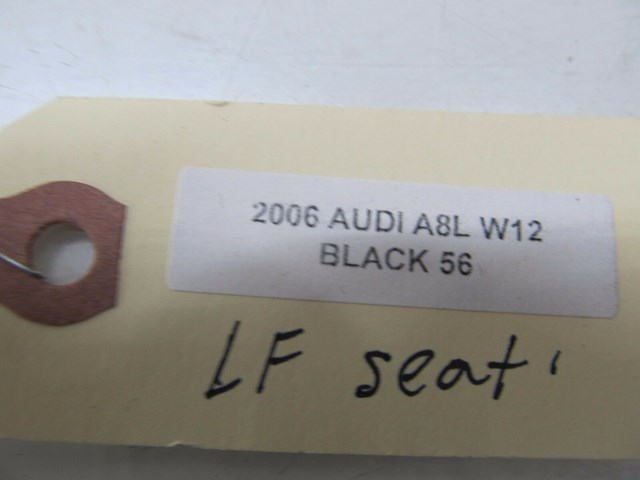 2006 AUDI A8L W12
BLACK 56
LF seat